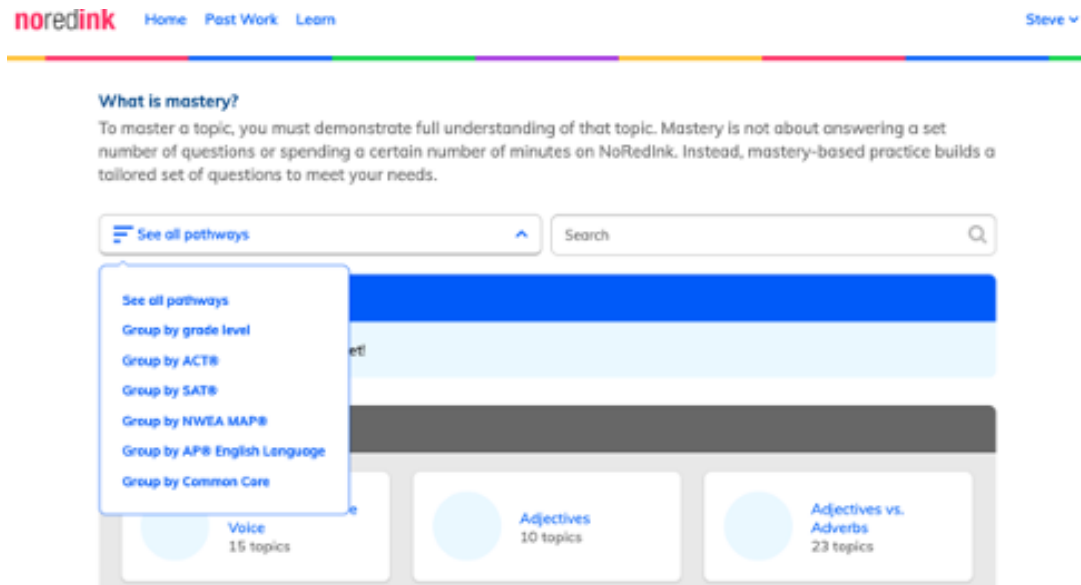 noredink Home Past Work Learn Steve
What is mastery?
To master a topic, you must demonstrate full understanding of that topic. Mastery is not about answering a set
number of questions or spending a certain number of minutes on NoRedInk. Instead, mastery-based practice builds a
tailored set of questions to meet your needs.
See all pathways Search
See all pathways
Group by grade level
et!
Group by ACT®
Group by SAT®
Group by NWEA MAP®
Group by AP® English Language
Group by Common Core
e
Voice
15 topics
Adjectives
10 topics
Adjectives vs.
Adverbs
23 topics